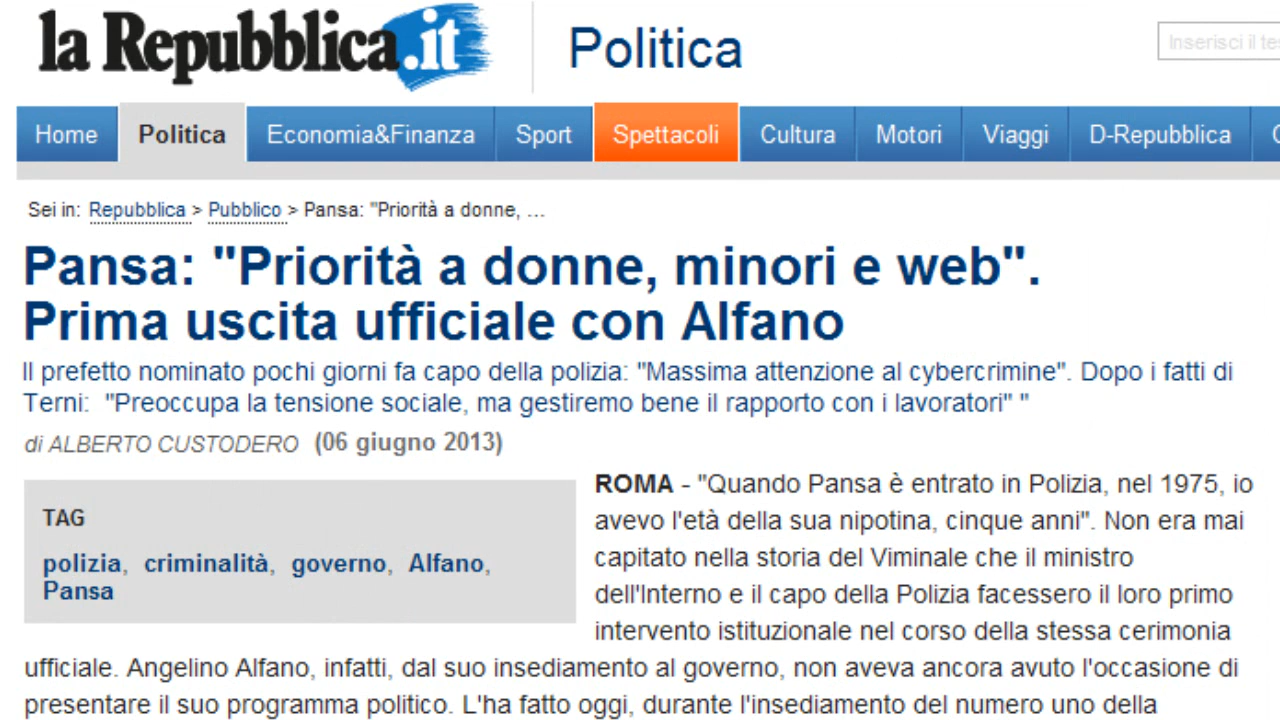 la Repubblica.it
Politica
Inserisci il te
Home Politica Economia&Finanza Sport Spettacoli Cultura Motori Viaggi D-Repubblica
Sei in: Repubblica > Pubblico > Pansa: "Priorità a donne, ...
Pansa: "Priorità a donne, minori e web".
Prima uscita ufficiale con Alfano
Il prefetto nominato pochi giorni fa capo della polizia: "Massima attenzione al cybercrimine". Dopo i fatti di
Terni: "Preoccupa la tensione sociale, ma gestiremo bene il rapporto con i lavoratori" "
di ALBERTO CUSTODERO (06 giugno 2013)
TAG
polizia, criminalità, governo, Alfano,
Pansa
ROMA - "Quando Pansa è entrato in Polizia, nel 1975, io
avevo l'età della sua nipotina, cinque anni". Non era mai
capitato nella storia del Viminale che il ministro
dell'Interno e il capo della Polizia facessero il loro primo
intervento istituzionale nel corso della stessa cerimonia
ufficiale. Angelino Alfano, infatti, dal suo insediamento al governo, non aveva ancora avuto l'occasione di
presentare il suo programma politico. L'ha fatto oggi, durante l'insediamento del numero uno della